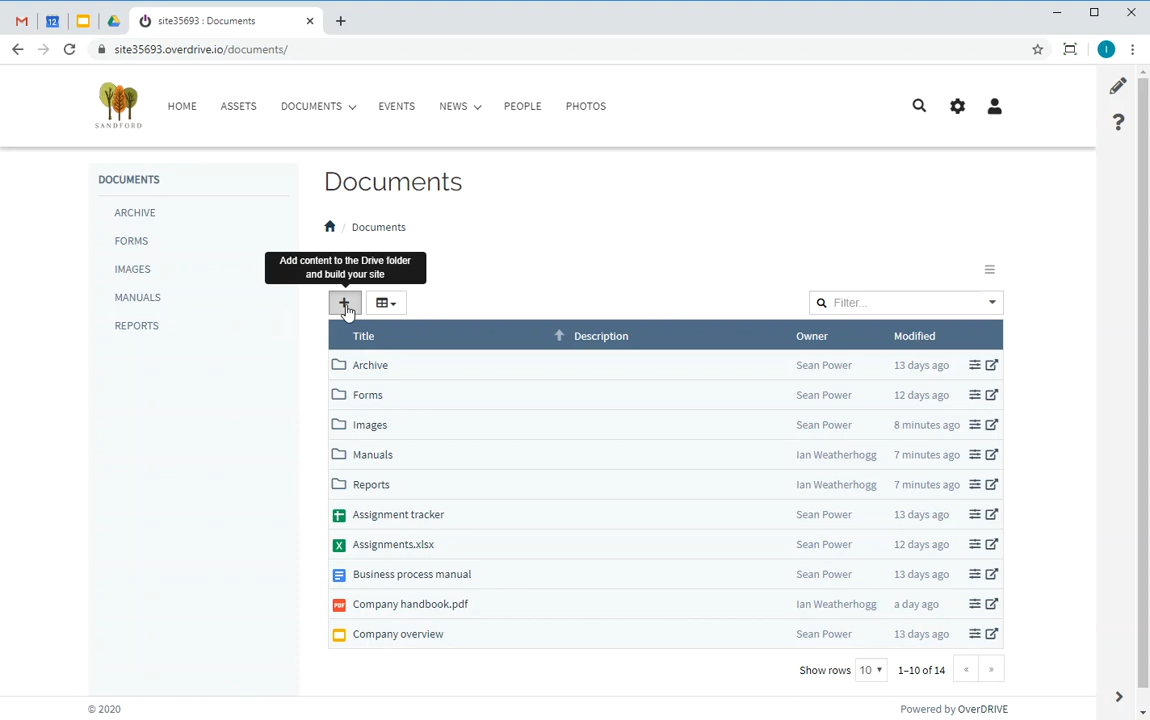 12
site35693 : Documents
site35693.overdrive.io/documents/
I
SANDFORD
HOME
ASSETS
DOCUMENTS
EVENTS
NEWS
PEOPLE
PHOTOS
?
DOCUMENTS
ARCHIVE
FORMS
IMAGES
MANUALS
REPORTS
Documents
/ Documents
Add content to the Drive folder
and build your site
Filter...
Title Description Owner Modified
Archive Sean Power 13 days ago
Forms Sean Power 12 days ago
Images Sean Power 8 minutes ago
Manuals Ian Weatherhogg 7 minutes ago
Reports Ian Weatherhogg 7 minutes ago
Assignment tracker Sean Power 13 days ago
X Assignments.xlsx Sean Power 12 days ago
Business process manual Sean Power 13 days ago
PDF Company handbook.pdf Ian Weatherhogg a day ago
Company overview Sean Power 13 days ago
Show rows 10 1–10 of 14 « »
© 2020
Powered by OverDRIVE